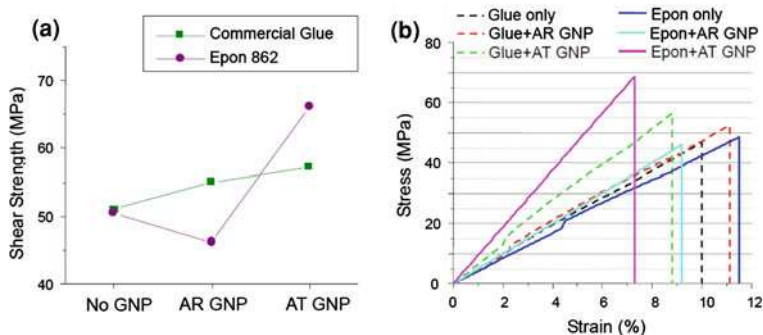 (a)
Commercial Glue
Epon 862
Shear Strength (MPa)
70
60
50
40
No GNP AR GNP AT GNP
(b)
Glue only Epon only
Glue+AR GNP Epon+AR GNP
Glue+AT GNP Epon+AT GNP
Stress (MPa)
80
60
40
20
0
0 2 4 6 8 10 12
Strain (%)